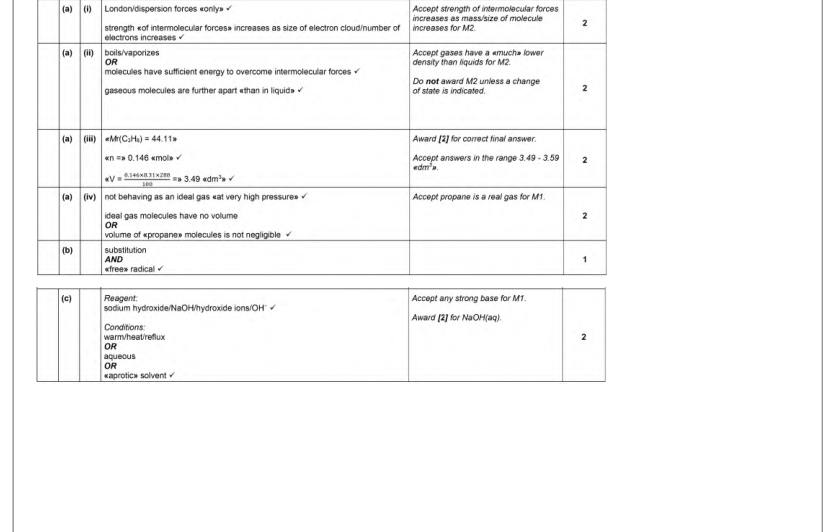 (a) (i) London/dispersion forces «only» ✓
strength «of intermolecular forces» increases as size of electron cloud/number of
electrons increases ✓
Accept strength of intermolecular forces
increases as mass/size of molecule
increases for M2.
2
(a) (ii) boils/vaporizes
OR
molecules have sufficient energy to overcome intermolecular forces ✓
gaseous molecules are further apart «than in liquid» ✓
Accept gases have a «much» lower
density than liquids for M2.
Do not award M2 unless a change
of state is indicated.
2
(a) (iii) «Mr(C₃H₈) = 44.11»
«n =» 0.146 «mol» ✓
«V = 0.146×8.31×288/100 =» 3.49 «dm³» ✓
Award [2] for correct final answer.
Accept answers in the range 3.49 - 3.59
«dm³».
2
(a) (iv) not behaving as an ideal gas «at very high pressure» ✓
ideal gas molecules have no volume
OR
volume of «propane» molecules is not negligible ✓
Accept propane is a real gas for M1.
2
(b) substitution
AND
«free» radical ✓
1
(c) Reagent:
sodium hydroxide/NaOH/hydroxide ions/OH⁻ ✓
Conditions:
warm/heat/reflux
OR
aqueous
OR
«aprotic» solvent ✓
Accept any strong base for M1.
Award [2] for NaOH(aq).
2